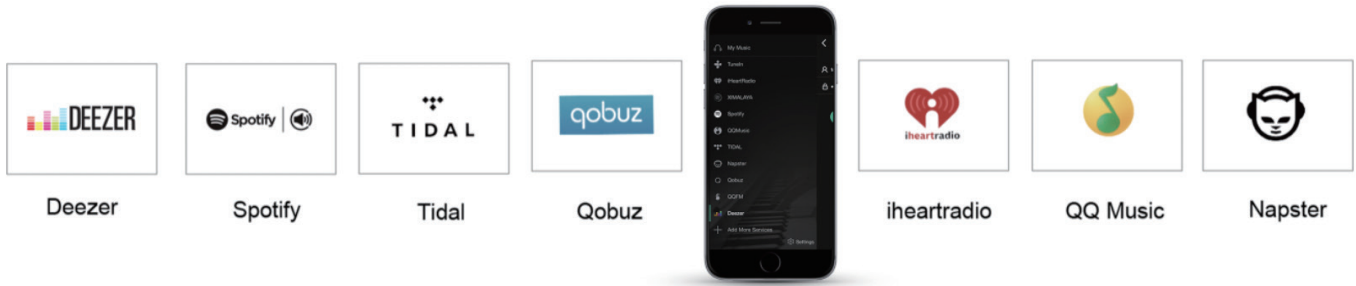 DEEZER
Deezer
Spotify
Spotify
TIDAL
Tidal
qobuz
Qobuz
My Music
TuneIn
iHeartRadio
XIMALAYA
Spotify
QQMusic
TIDAL
Napster
Qobuz
QQFM
Deezer
Add More Services
Settings
iheartradio
iheartradio
QQ Music
Napster